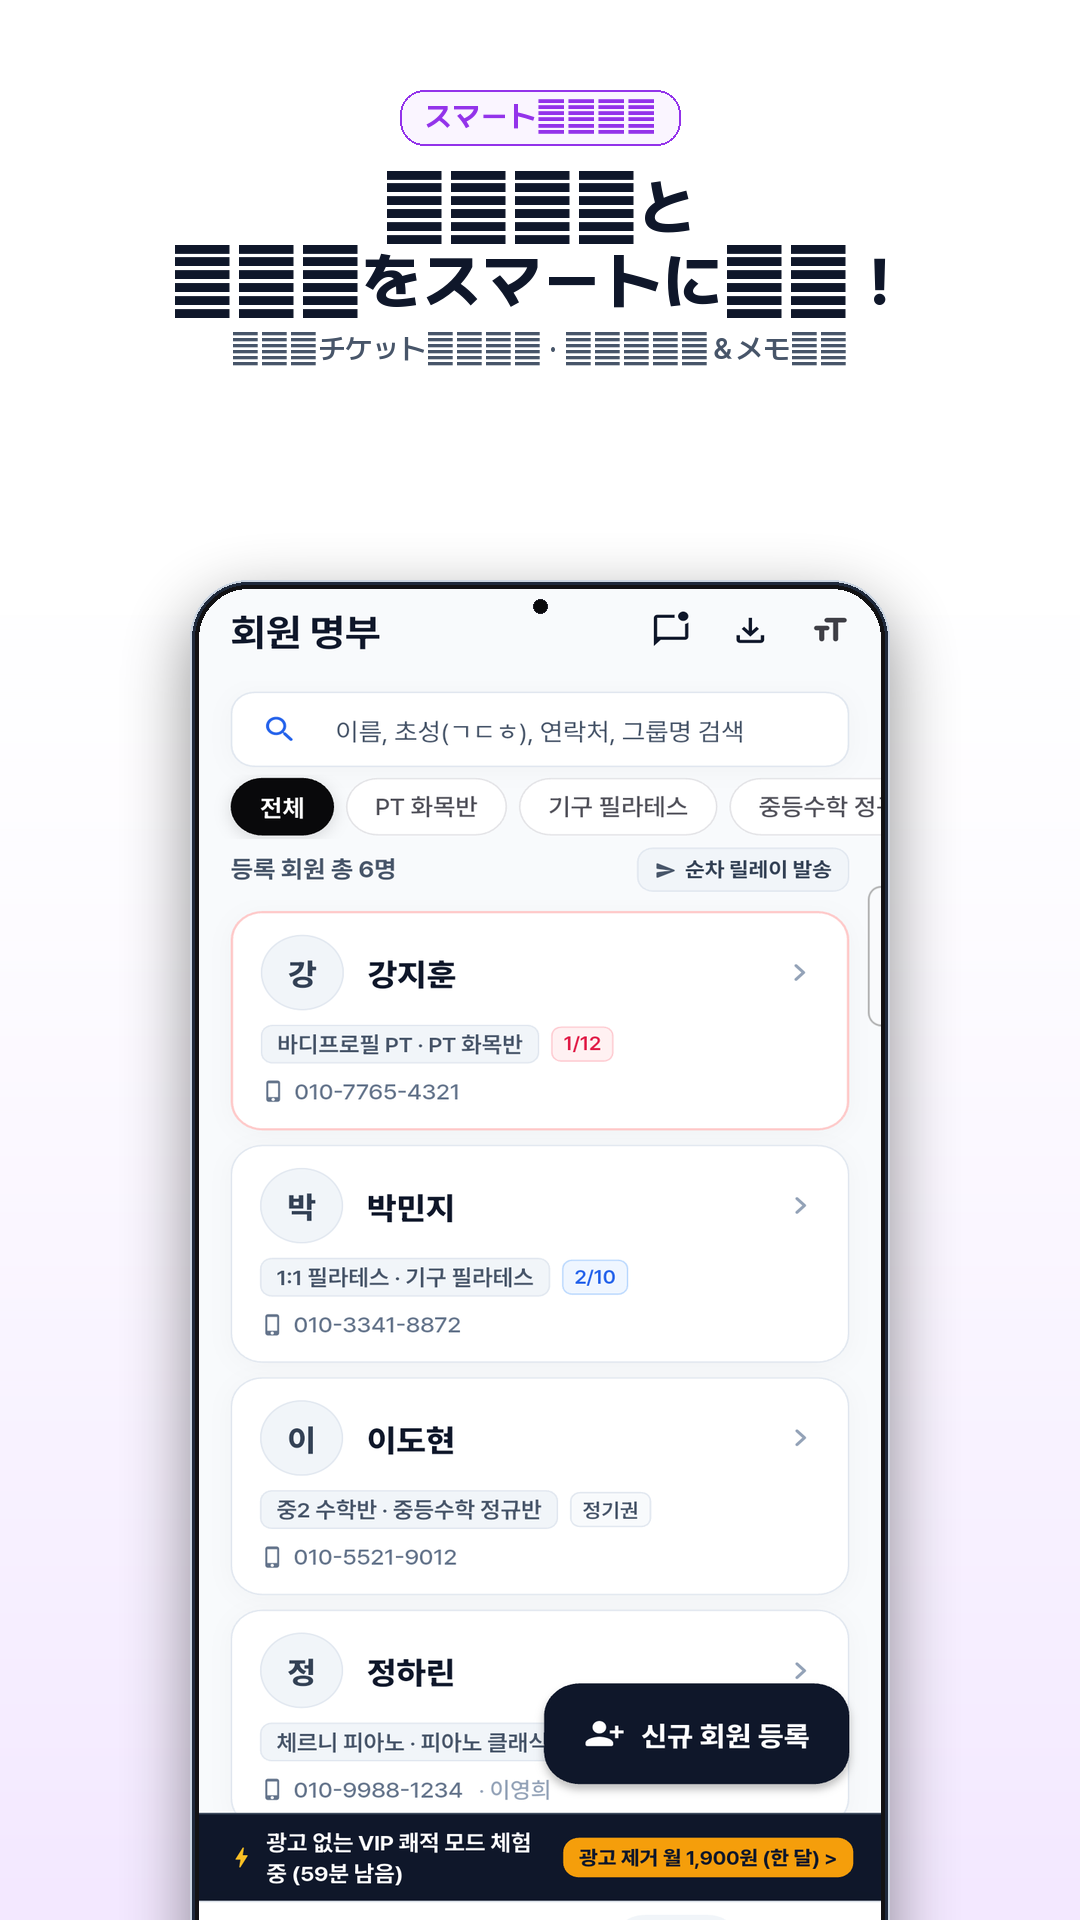 スマート
と
をスマートに！
チケット · ＆メモ
회원 명부
이름, 초성(ㄱㄷㅎ), 연락처, 그룹명 검색
전체
PT 화목반
기구 필라테스
중등수학 정규
등록 회원 총 6명
순차 릴레이 발송
강 강지훈
바디프로필 PT · PT 화목반 1/12
010-7765-4321
박 박민지
1:1 필라테스 · 기구 필라테스 2/10
010-3341-8872
이 이도현
중2 수학반 · 중등수학 정규반 정기권
010-5521-9012
정 정하린
체르니 피아노 · 피아노 클래식
신규 회원 등록
010-9988-1234 · 이영희
광고 없는 VIP 쾌적 모드 체험
중 (59분 남음)
광고 제거 월 1,900원 (한 달) >